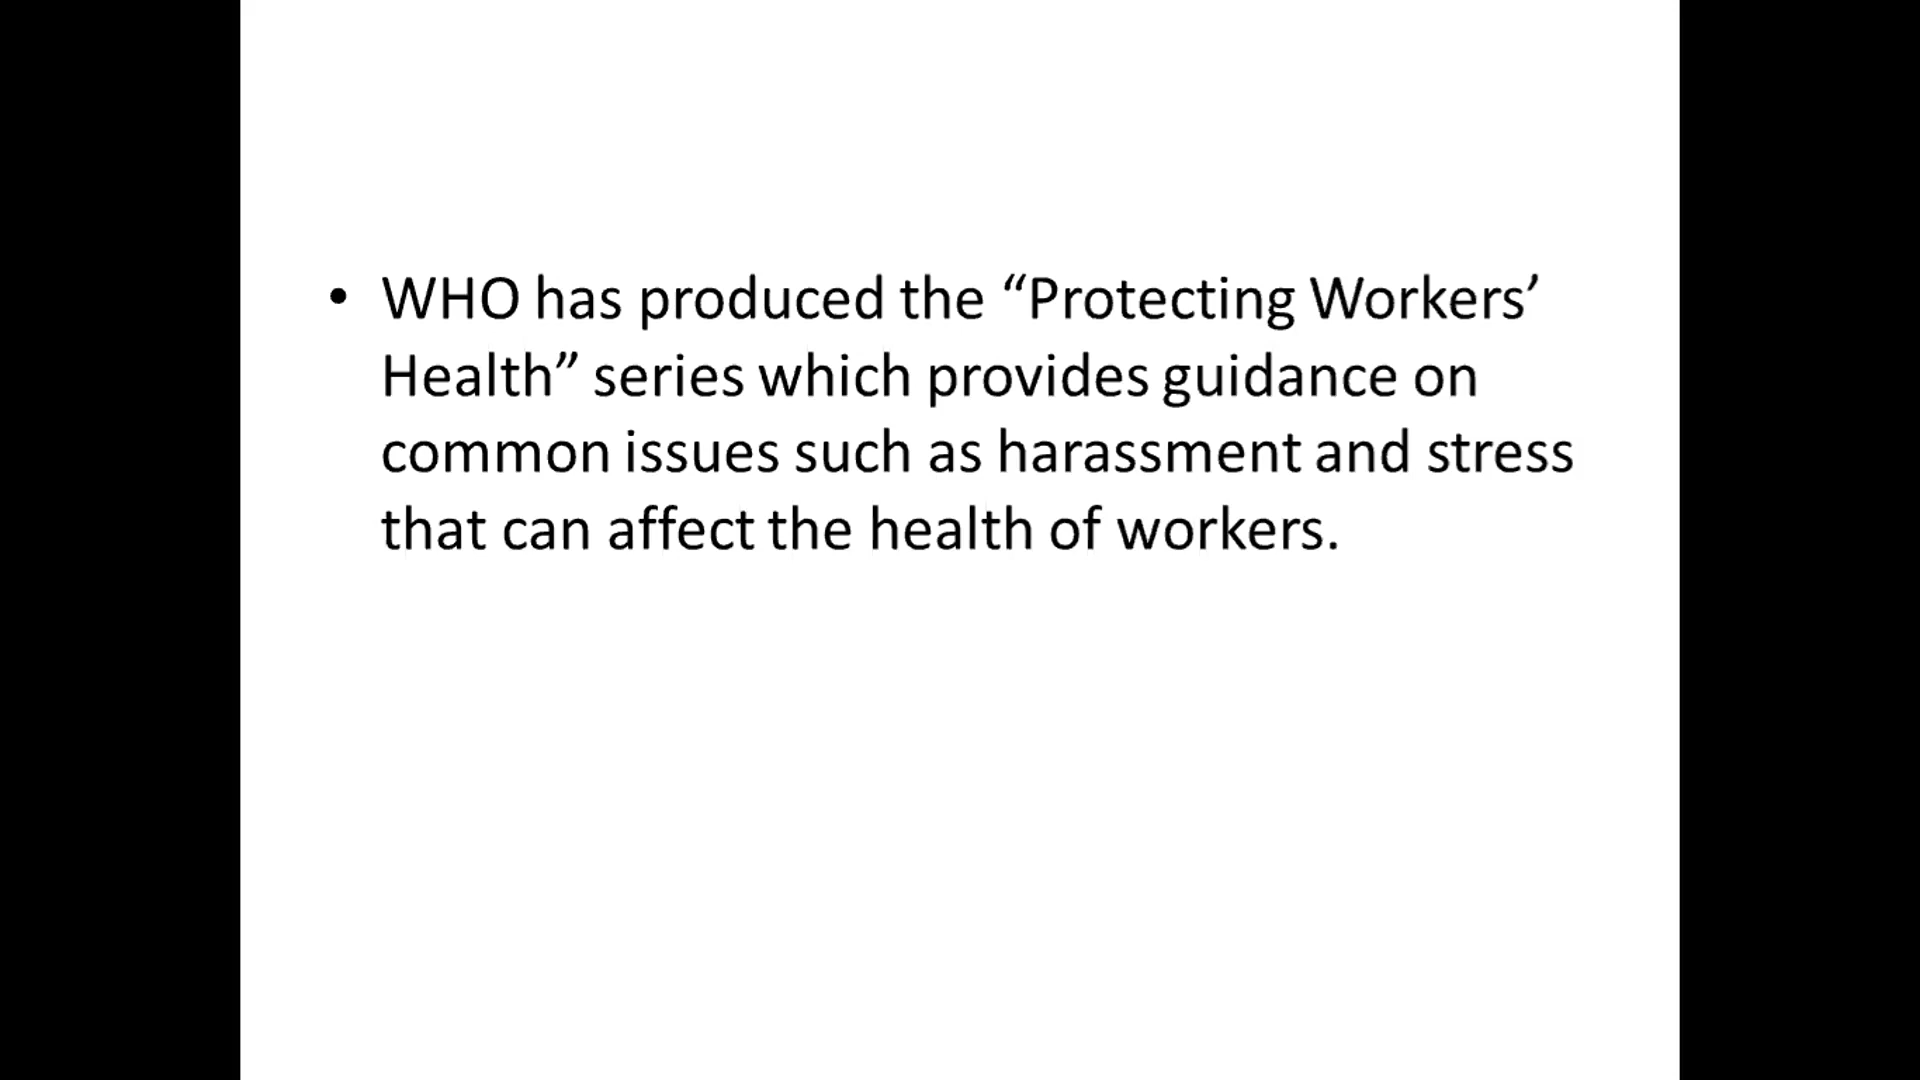 • WHO has produced the “Protecting Workers’
Health” series which provides guidance on
common issues such as harassment and stress
that can affect the health of workers.